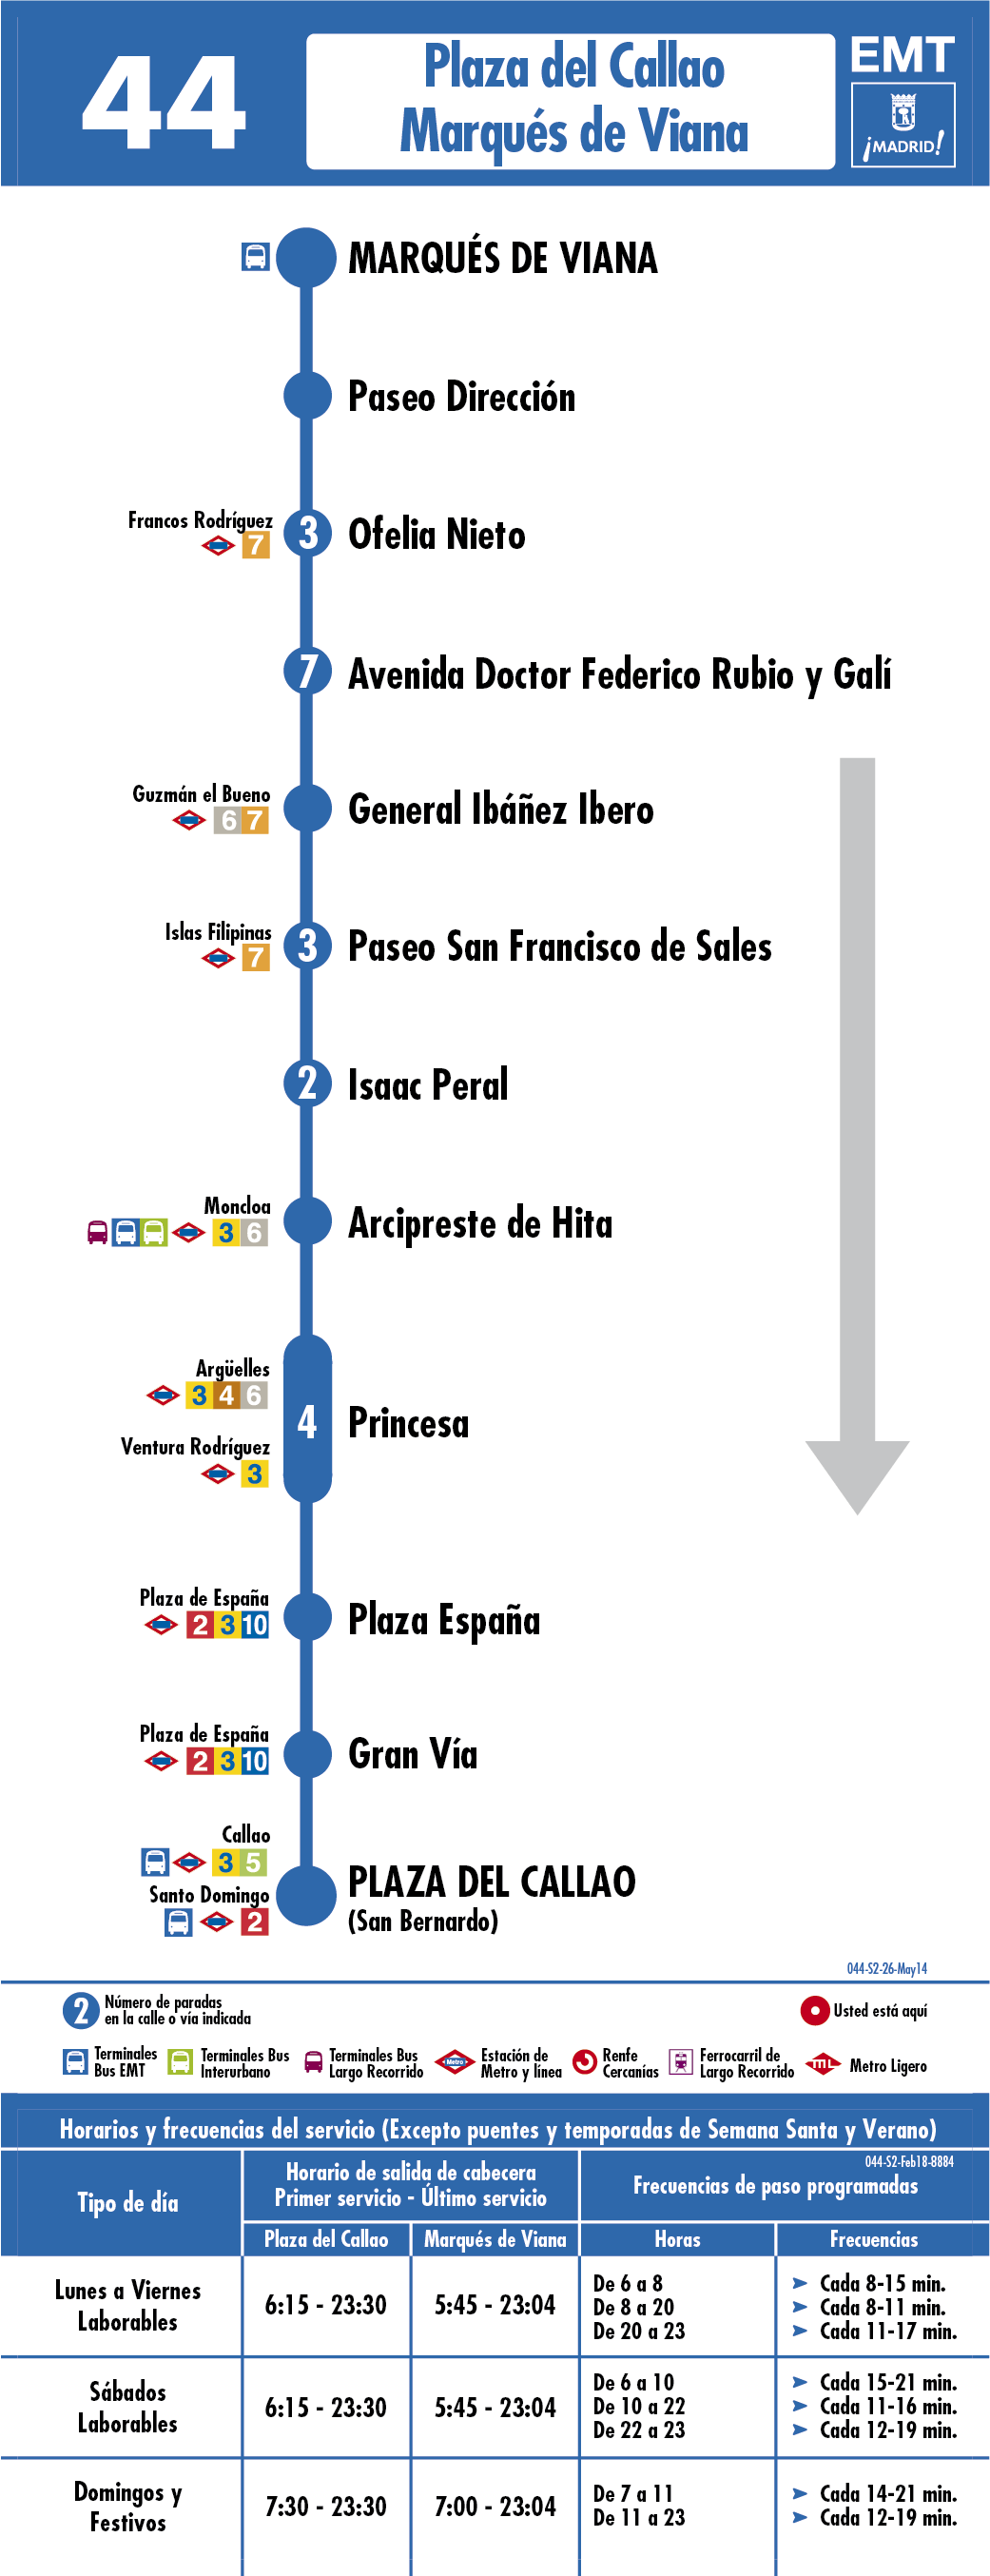 44
Plaza del Callao
Marqués de Viana
EMT
¡MADRID!
MARQUÉS DE VIANA
Paseo Dirección
Francos Rodríguez
7
3
Ofelia Nieto
7
Avenida Doctor Federico Rubio y Galí
Guzmán el Bueno
6 7
General Ibáñez Ibero
Islas Filipinas
7
3
Paseo San Francisco de Sales
2
Isaac Peral
Moncloa
3 6
Arcipreste de Hita
Argüelles
3 4 6
4
Princesa
Ventura Rodríguez
3
Plaza de España
2 3 10
Plaza España
Plaza de España
2 3 10
Gran Vía
Callao
3 5
Santo Domingo
2
PLAZA DEL CALLAO
(San Bernardo)
044-S2-26-May14
2
Número de paradas
en la calle o vía indicada
Usted está aquí
Terminales
Bus EMT
Terminales Bus
Interurbano
Terminales Bus
Largo Recorrido
Metro
Estación de
Metro y línea
Renfe
Cercanías
Ferrocarril de
Largo Recorrido
ML
Metro Ligero
Horarios y frecuencias del servicio (Excepto puentes y temporadas de Semana Santa y Verano)
044-S2-Feb18-8884
Tipo de día
Horario de salida de cabecera
Primer servicio - Último servicio
Frecuencias de paso programadas
Plaza del Callao
Marqués de Viana
Horas
Frecuencias
Lunes a Viernes
Laborables
6:15 - 23:30
5:45 - 23:04
De 6 a 8 ➤ Cada 8-15 min.
De 8 a 20 ➤ Cada 8-11 min.
De 20 a 23 ➤ Cada 11-17 min.
Sábados
Laborables
6:15 - 23:30
5:45 - 23:04
De 6 a 10 ➤ Cada 15-21 min.
De 10 a 22 ➤ Cada 11-16 min.
De 22 a 23 ➤ Cada 12-19 min.
Domingos y
Festivos
7:30 - 23:30
7:00 - 23:04
De 7 a 11 ➤ Cada 14-21 min.
De 11 a 23 ➤ Cada 12-19 min.